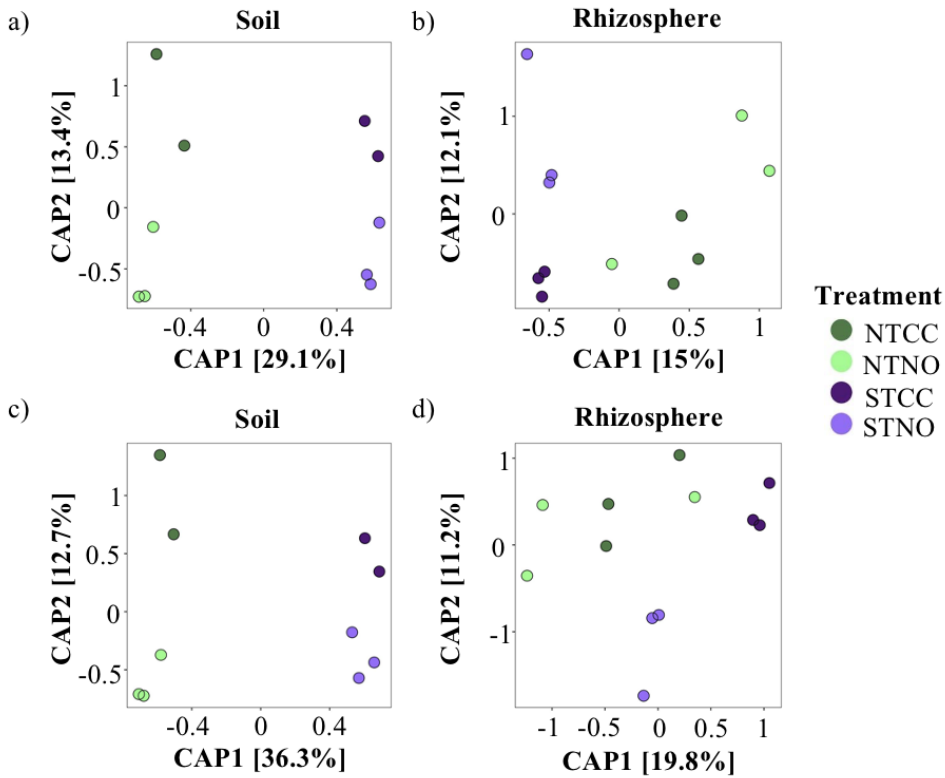 a)
Soil
CAP2 [13.4%]
1
0.5
0
-0.5
-0.4
0
0.4
CAP1 [29.1%]
b)
Rhizosphere
CAP2 [12.1%]
1
0
-0.5
0
0.5
1
CAP1 [15%]
Treatment
NTCC
NTNO
STCC
STNO
c)
Soil
CAP2 [12.7%]
1
0.5
0
-0.5
-0.4
0
0.4
CAP1 [36.3%]
d)
Rhizosphere
CAP2 [11.2%]
1
0
-1
-1
-0.5
0
0.5
1
CAP1 [19.8%]